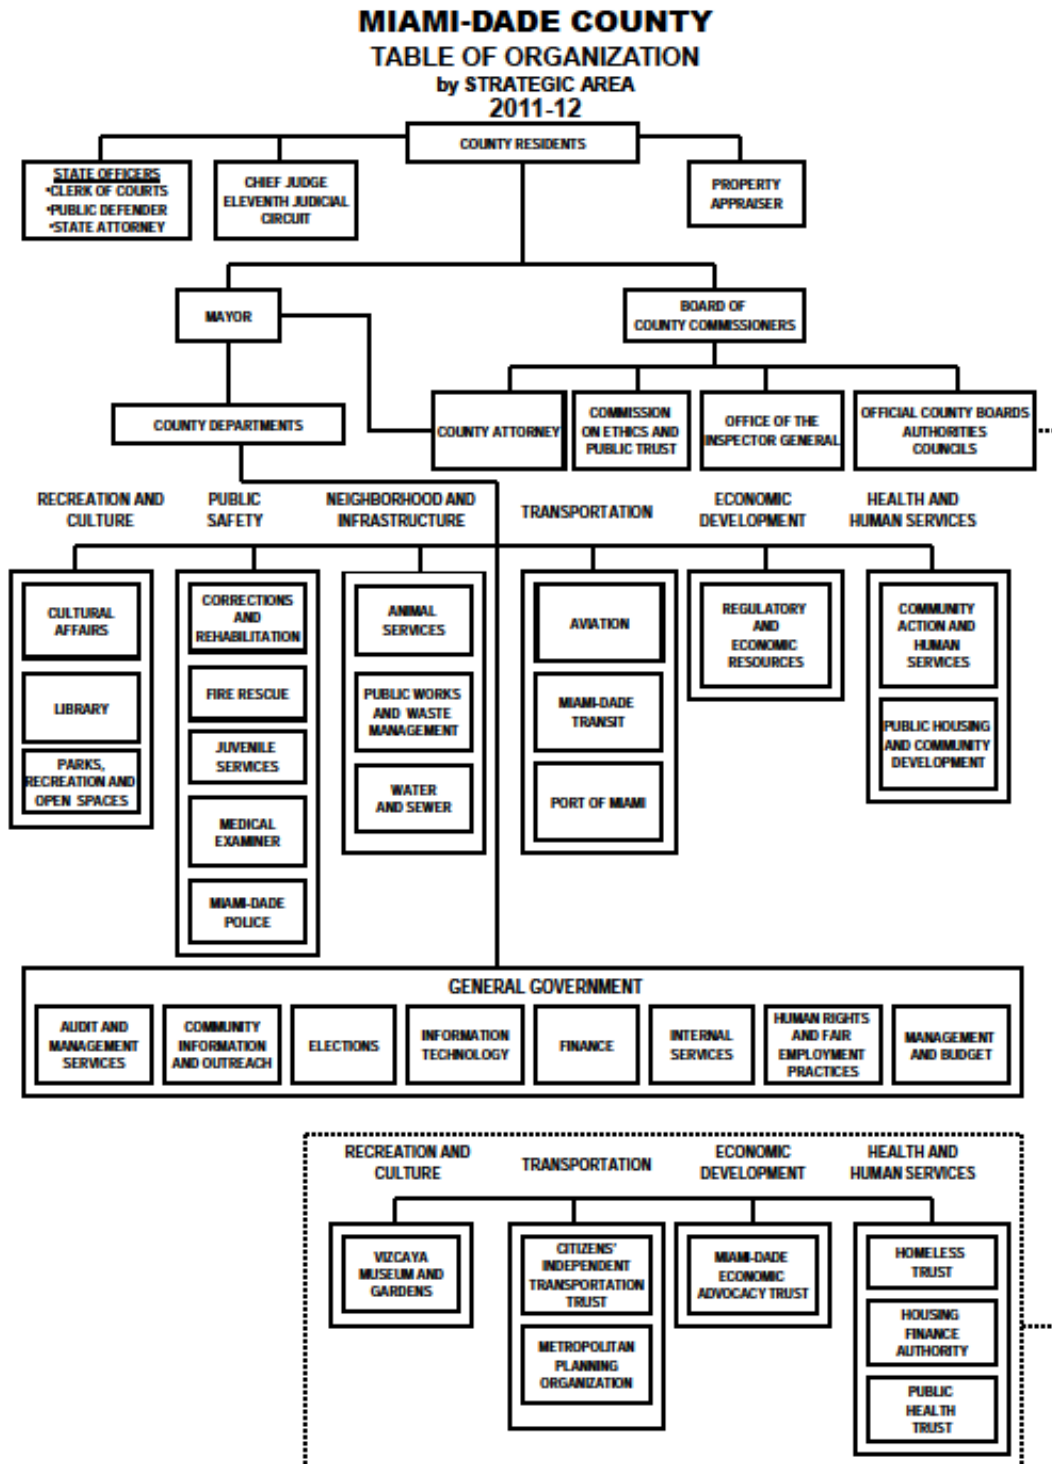 MIAMI-DADE COUNTY
TABLE OF ORGANIZATION
by STRATEGIC AREA
2011-12
COUNTY RESIDENTS
STATE OFFICERS
•CLERK OF COURTS
•PUBLIC DEFENDER
•STATE ATTORNEY
CHIEF JUDGE
ELEVENTH JUDICIAL
CIRCUIT
PROPERTY
APPRAISER
MAYOR
BOARD OF
COUNTY COMMISSIONERS
COUNTY DEPARTMENTS
COUNTY ATTORNEY
COMMISSION
ON ETHICS AND
PUBLIC TRUST
OFFICE OF THE
INSPECTOR GENERAL
OFFICIAL COUNTY BOARDS
AUTHORITIES
COUNCILS
RECREATION AND
CULTURE
PUBLIC
SAFETY
NEIGHBORHOOD AND
INFRASTRUCTURE
TRANSPORTATION
ECONOMIC
DEVELOPMENT
HEALTH AND
HUMAN SERVICES
CULTURAL
AFFAIRS
LIBRARY
PARKS,
RECREATION AND
OPEN SPACES
CORRECTIONS
AND
REHABILITATION
FIRE RESCUE
JUVENILE
SERVICES
MEDICAL
EXAMINER
MIAMI-DADE
POLICE
ANIMAL
SERVICES
PUBLIC WORKS
AND WASTE
MANAGEMENT
WATER
AND SEWER
AVIATION
MIAMI-DADE
TRANSIT
PORT OF MIAMI
REGULATORY
AND
ECONOMIC
RESOURCES
COMMUNITY
ACTION AND
HUMAN
SERVICES
PUBLIC HOUSING
AND COMMUNITY
DEVELOPMENT
GENERAL GOVERNMENT
AUDIT AND
MANAGEMENT
SERVICES
COMMUNITY
INFORMATION
AND OUTREACH
ELECTIONS
INFORMATION
TECHNOLOGY
FINANCE
INTERNAL
SERVICES
HUMAN RIGHTS
AND FAIR
EMPLOYMENT
PRACTICES
MANAGEMENT
AND BUDGET
RECREATION AND
CULTURE
TRANSPORTATION
ECONOMIC
DEVELOPMENT
HEALTH AND
HUMAN SERVICES
VIZCAYA
MUSEUM AND
GARDENS
CITIZENS'
INDEPENDENT
TRANSPORTATION
TRUST
METROPOLITAN
PLANNING
ORGANIZATION
MIAMI-DADE
ECONOMIC
ADVOCACY TRUST
HOMELESS
TRUST
HOUSING
FINANCE
AUTHORITY
PUBLIC
HEALTH
TRUST